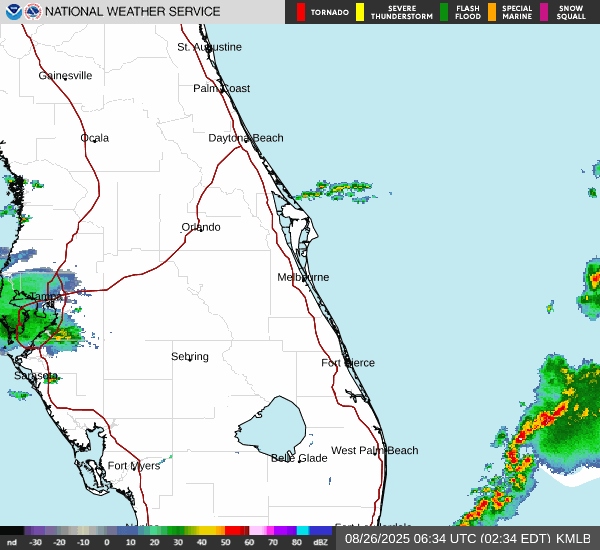 NATIONAL WEATHER SERVICE
TORNADO
SEVERE THUNDERSTORM
FLASH FLOOD
SPECIAL MARINE
SNOW SQUALL
St. Augustine
Gainesville
Palm Coast
Ocala
Daytona Beach
Orlando
Melbourne
Tampa
Sebring
Fort Pierce
Sarasota
West Palm Beach
Belle Glade
Fort Myers
nd -30 -20 -10 0 10 20 30 40 50 60 70 80 dBZ
08/26/2025 06:34 UTC (02:34 EDT) KMLB